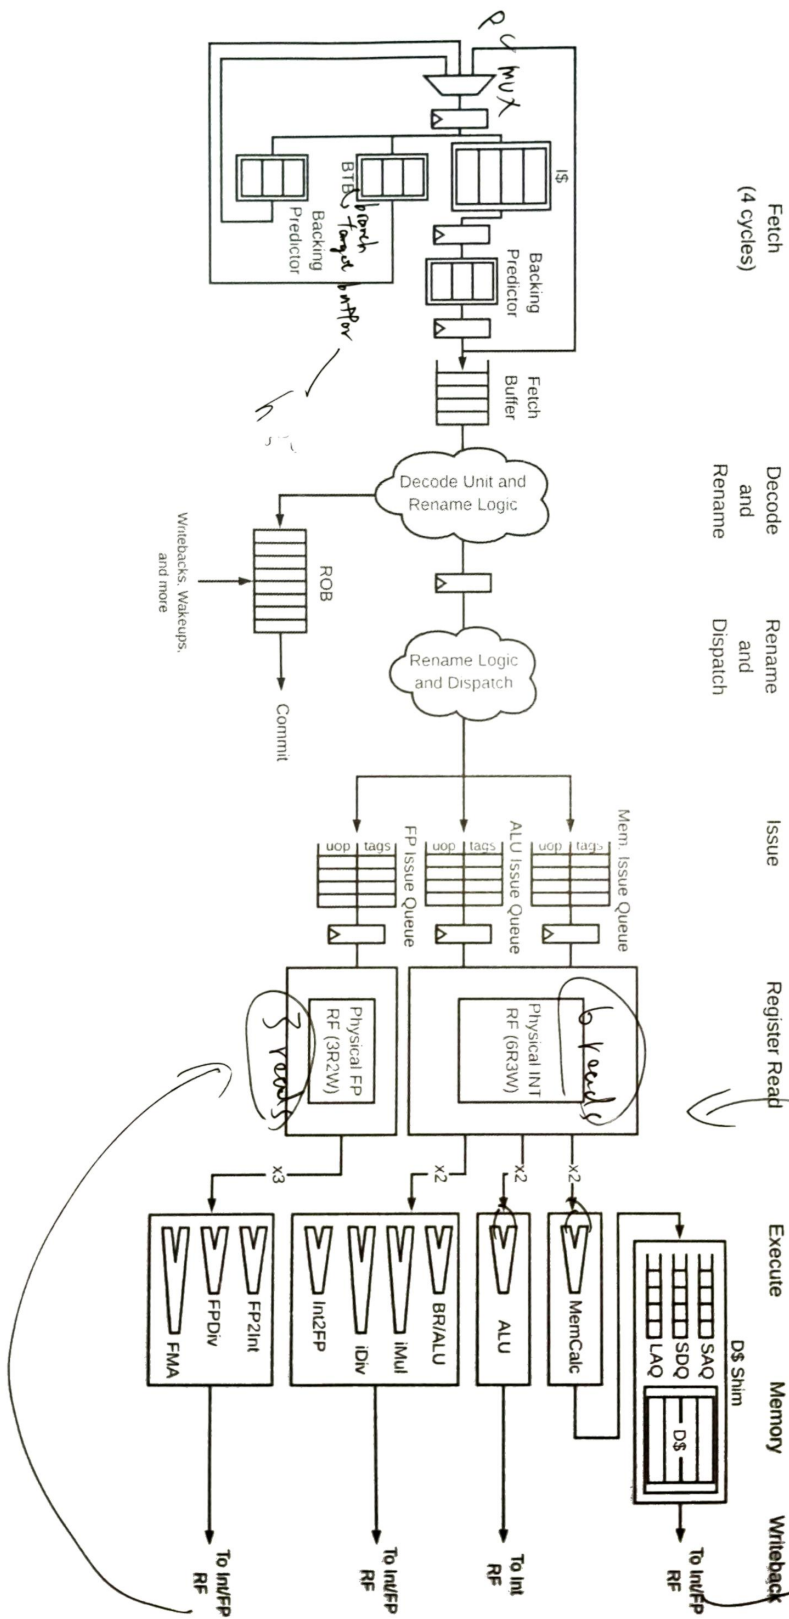 Fetch
(4 cycles)
Decode
and
Rename
Rename
and
Dispatch
Issue
Register Read
Execute
Memory
Writeback
PC
MUX
I$
BTB
branch
target
buffer
Backing
Predictor
Backing
Predictor
Fetch
Buffer
Decode Unit and
Rename Logic
ROB
Writebacks, Wakeups,
and more
Commit
Rename Logic
and Dispatch
Mem. Issue Queue
uop tags
ALU Issue Queue
uop tags
FP Issue Queue
uop tags
Physical INT
RF (6R3W)
6 reads
Physical FP
RF (3R2W)
3 reads
x2
x2
x2
x3
MemCalc
ALU
BR/ALU
iMul
iDiv
Int2FP
FP2Int
FPDiv
FMA
D$ Shim
SAQ
SDQ
LAQ
D$
To Int/FP
RF
To Int
RF
To Int/FP
RF
To Int/FP
RF